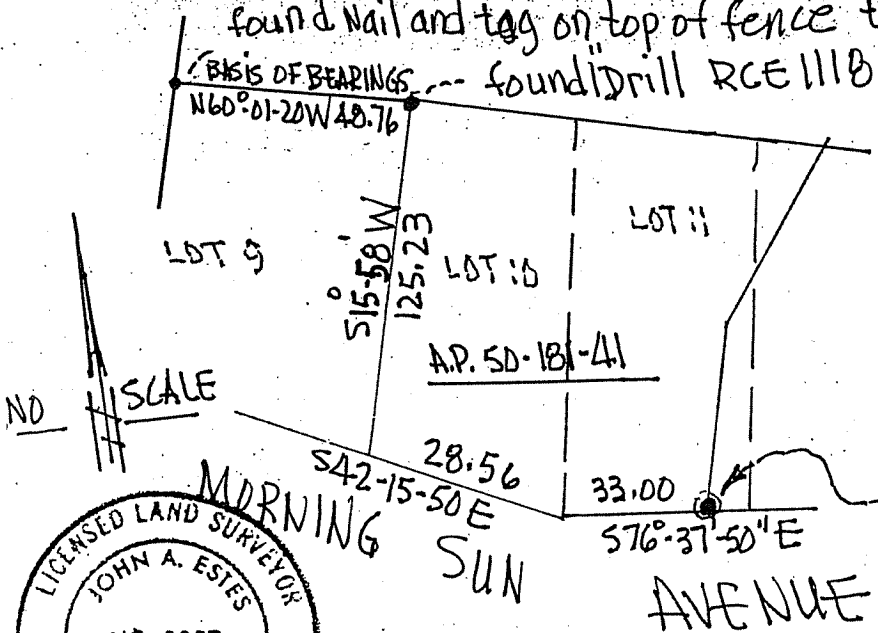 found Nail and tag on top of fence
BASIS OF BEARINGS
found 1" Drill RCE 1118
N60°-01-20W 48.76
LOT 9
S15°-58' W
125.23
LOT 10
LOT 11
A.P. 50-181-41
NO SCALE
28.56
S42-15-50 E
33.00
S76°-37'-50" E
MORNING SUN AVENUE
LICENSED LAND SURVEYOR
JOHN A. ESTES